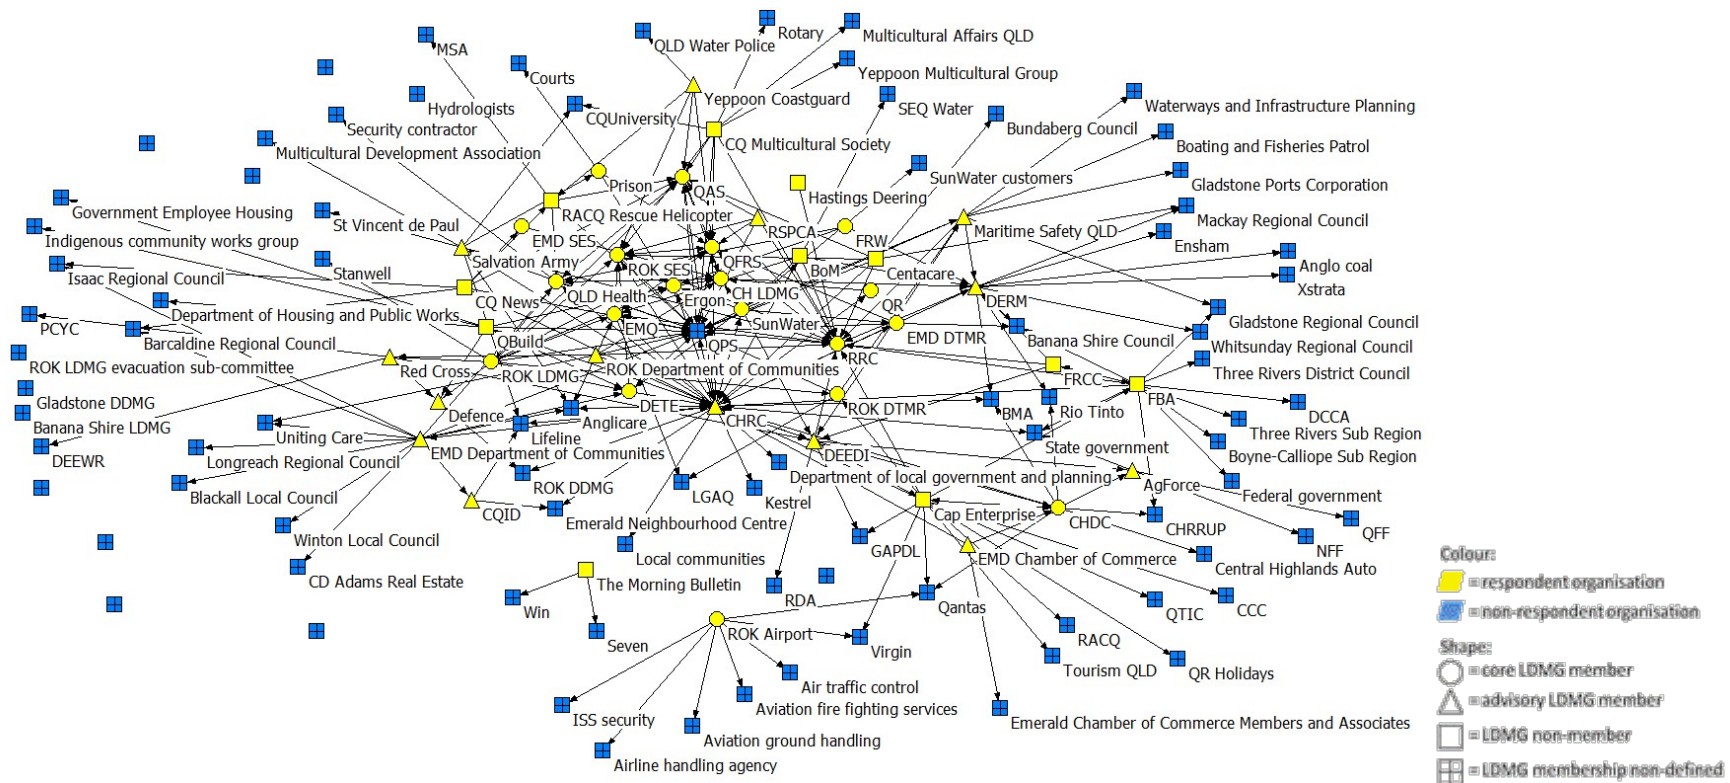 MSA
QLD Water Police
Rotary
Multicultural Affairs QLD
Courts
Yeppoon Multicultural Group
Hydrologists
CQUniversity
Yeppoon Coastguard
SEQ Water
Waterways and Infrastructure Planning
Security contractor
Bundaberg Council
Multicultural Development Association
CQ Multicultural Society
Boating and Fisheries Patrol
Prison
QAS
SunWater customers
Gladstone Ports Corporation
Hastings Deering
Government Employee Housing
St Vincent de Paul
RACQ Rescue Helicopter
RSPCA
Maritime Safety QLD
Mackay Regional Council
Indigenous community works group
EMD SES
FRW
Ensham
Isaac Regional Council
Stanwell
Salvation Army
ROK SES
QFRS
BoM
Centacare
Anglo coal
CQ News
QLD Health
Ergon
CH LDMG
QR
DERM
Xstrata
Department of Housing and Public Works
PCYC
Barcaldine Regional Council
QBuild
EMQ
SunWater
EMD DTMR
Gladstone Regional Council
Banana Shire Council
Whitsunday Regional Council
QPS
RRC
ROK LDMG evacuation sub-committee
Red Cross
ROK LDMG
ROK Department of Communities
FRCC
Three Rivers District Council
Gladstone DDMG
Defence
DETE
Anglicare
CHRC
ROK DTMR
BMA
Rio Tinto
FBA
DCCA
Banana Shire LDMG
Uniting Care
Lifeline
Three Rivers Sub Region
DEEWR
Longreach Regional Council
EMD Department of Communities
DEEDI
State government
Boyne-Calliope Sub Region
Blackall Local Council
ROK DDMG
LGAQ
Kestrel
Department of local government and planning
AgForce
Federal government
CQID
Emerald Neighbourhood Centre
Cap Enterprise
CHDC
CHRRUP
QFF
Winton Local Council
Local communities
GAPDL
EMD Chamber of Commerce
NFF
CD Adams Real Estate
The Morning Bulletin
Central Highlands Auto
Win
RDA
Qantas
QTIC
CCC
Seven
ROK Airport
Virgin
RACQ
Tourism QLD
QR Holidays
Air traffic control
ISS security
Aviation fire fighting services
Emerald Chamber of Commerce Members and Associates
Aviation ground handling
Airline handling agency
Colour:
= respondent organisation
= non-respondent organisation
Shape:
= core LDMG member
= advisory LDMG member
= LDMG non-member
= LDMG membership non-defined